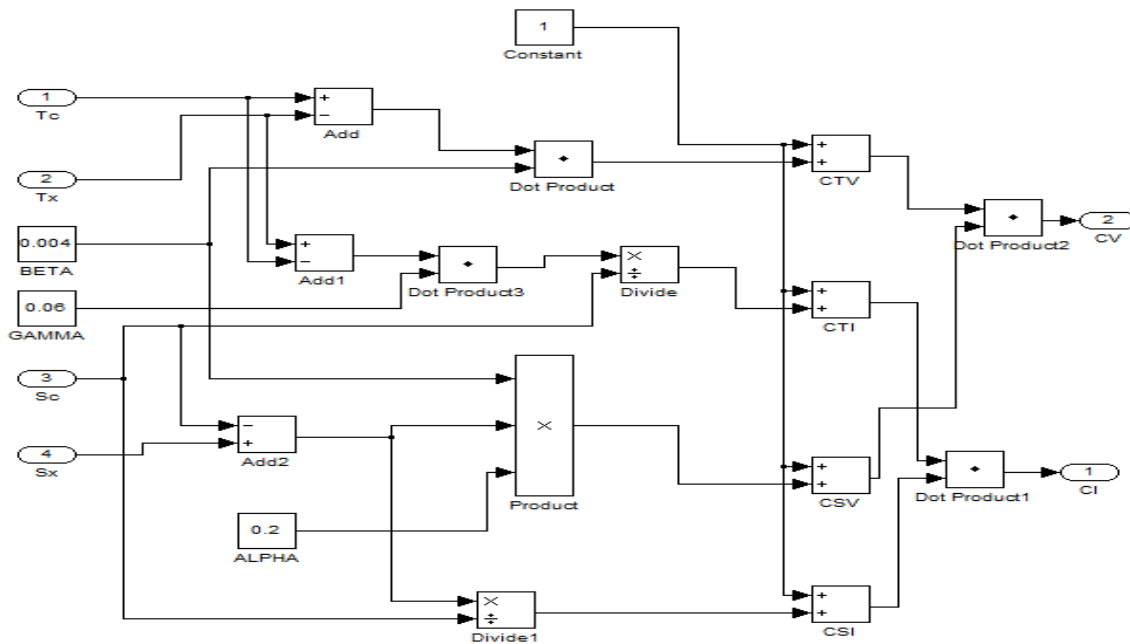 1
Constant
1
Tc
+
−
Add
2
Tx
Dot Product
+
+
CTV
Dot Product2
2
CV
0.004
BETA
+
−
Add1
Dot Product3
×
÷
Divide
+
+
CTI
0.06
GAMMA
3
Sc
−
+
Add2
4
Sx
×
Product
+
+
CSV
Dot Product1
1
CI
0.2
ALPHA
×
÷
Divide1
+
+
CSI